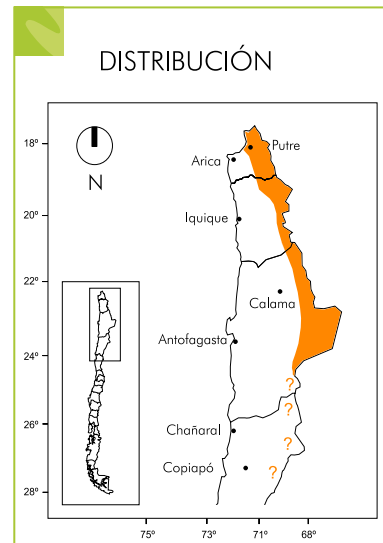 DISTRIBUCIÓN
18º
Putre
Arica
N
20º
Iquique
22º
Calama
Antofagasta
24º
?
?
26º
Chañaral
?
Copiapó
?
28º
75º 73º 71º 68º